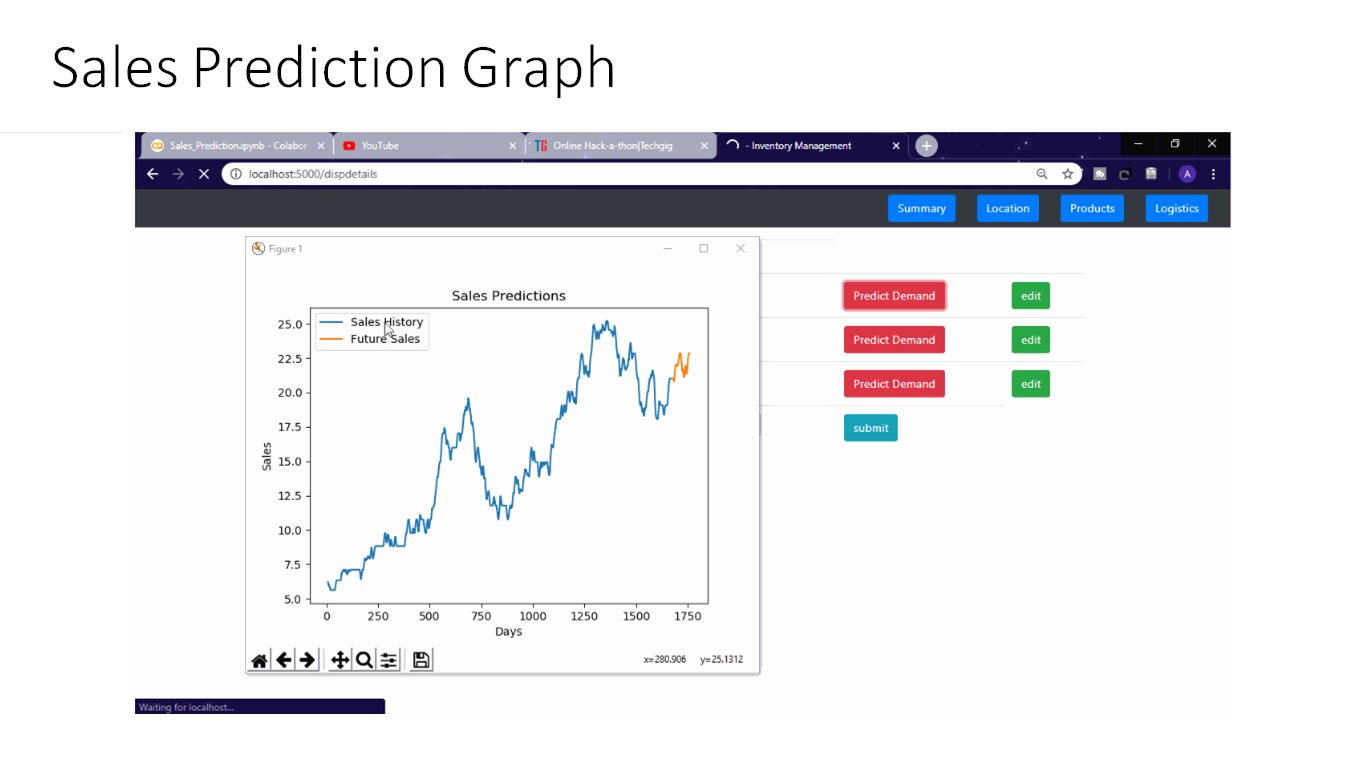 Sales Prediction Graph
Sales_Prediction.ipynb - Colabor
YouTube
TG Online Hack-a-thon|Techgig
- Inventory Management
localhost:5000/dispdetails
A
Summary Location Products Logistics
Figure 1
Predict Demand edit
Predict Demand edit
Predict Demand edit
submit
Sales Predictions
Sales History
Future Sales
25.0
22.5
20.0
17.5
15.0
12.5
10.0
7.5
5.0
Sales
0 250 500 750 1000 1250 1500 1750
Days
x=280.906 y=25.1312
Waiting for localhost...